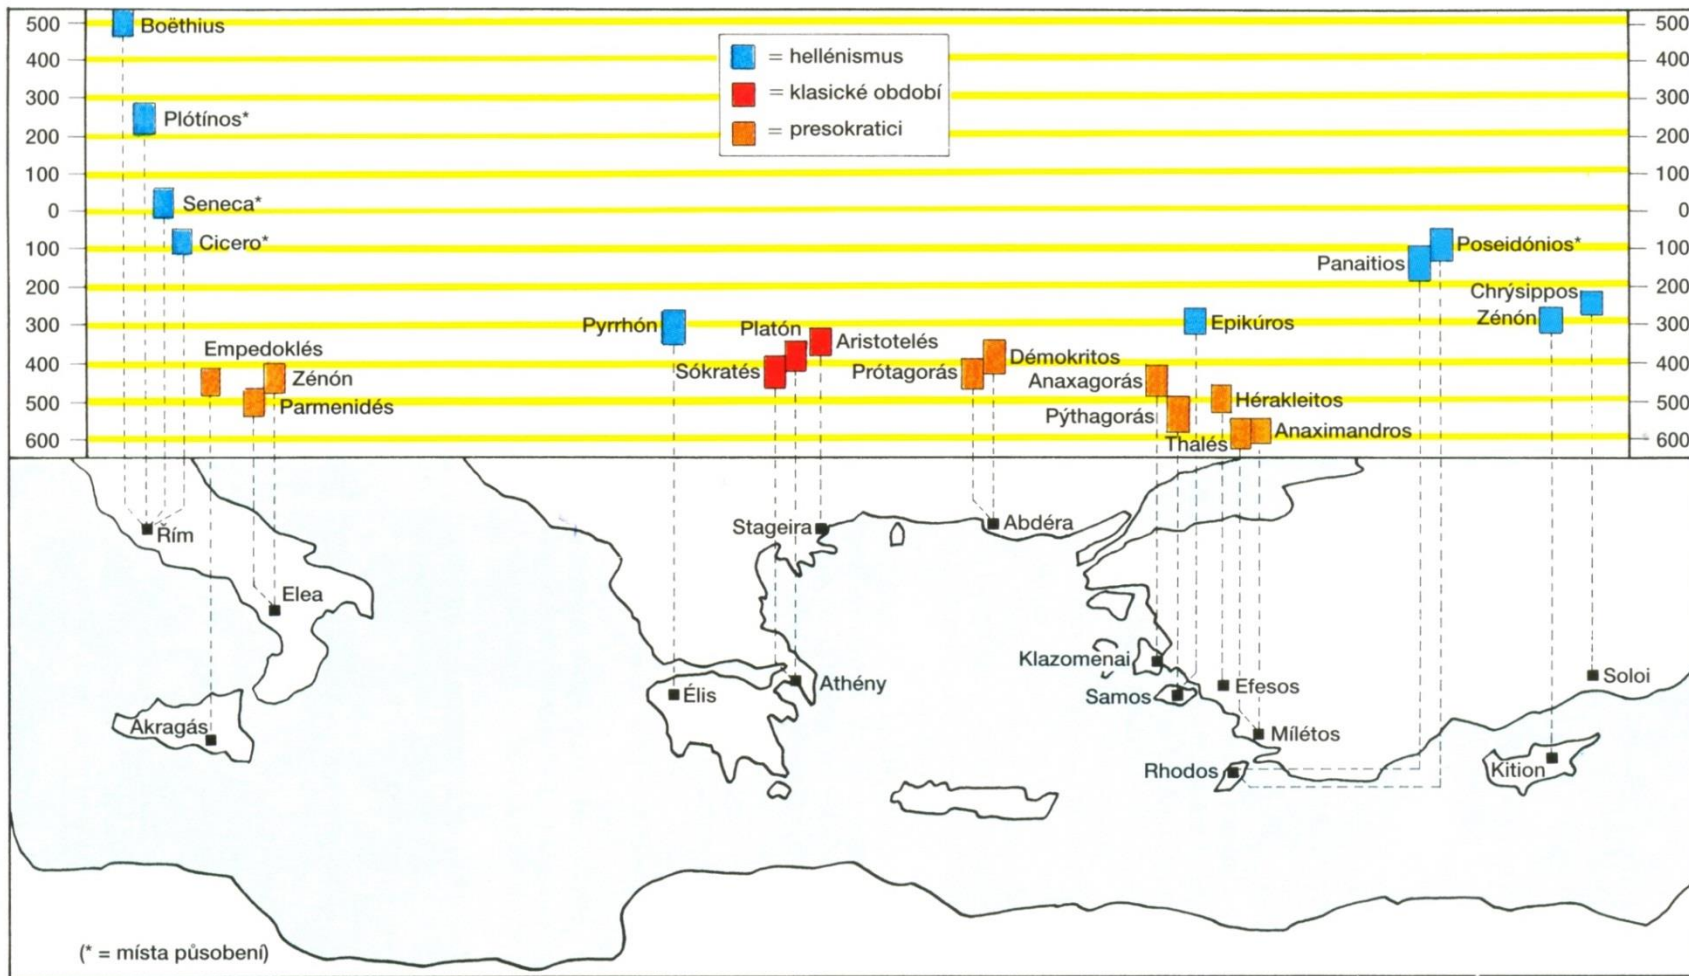 500
400
300
200
100
0
100
200
300
400
500
600
500
400
300
200
100
0
100
200
300
400
500
600
= hellénismus
= klasické období
= presokratici
Boëthius
Plótínos*
Seneca*
Cicero*
Empedoklés
Zénón
Parmenidés
Pyrrhón
Platón
Aristotelés
Sókratés
Prótagorás
Démokritos
Anaxagorás
Pýthagorás
Thalés
Epikúros
Hérakleitos
Anaximandros
Panaitios
Poseidónios*
Chrýsippos
Zénón
Řím
Elea
Akragás
Stageira
Abdéra
Élis
Athény
Klazomenai
Samos
Efesos
Mílétos
Rhodos
Soloi
Kition
(* = místa působení)